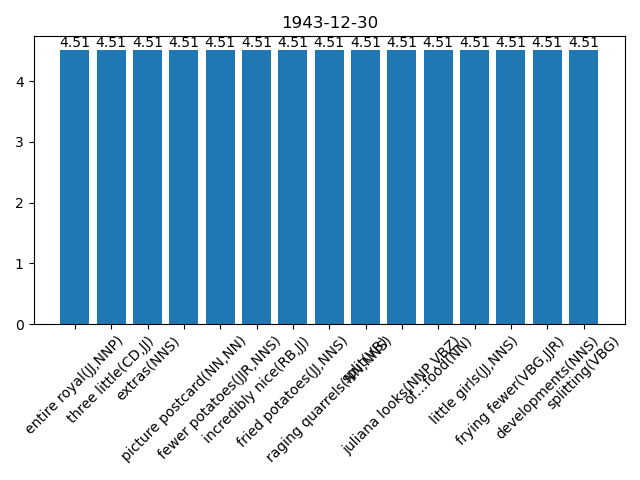 1943-12-30
4.51 4.51 4.51 4.51 4.51 4.51 4.51 4.51 4.51 4.51 4.51 4.51 4.51 4.51 4.51
4
3
2
1
0
entire royal(JJ,NNP)
three little(CD,JJ)
extras(NNS)
picture postcard(NN,NN)
fewer potatoes(JJR,NNS)
incredibly nice(RB,JJ)
fried potatoes(JJ,NNS)
raging quarrels(NN,NNS)
split(VB)
juliana looks(NNP,VBZ)
of...food(NN)
little girls(JJ,NNS)
frying fewer(VBG,JJR)
developments(NNS)
splitting(VBG)